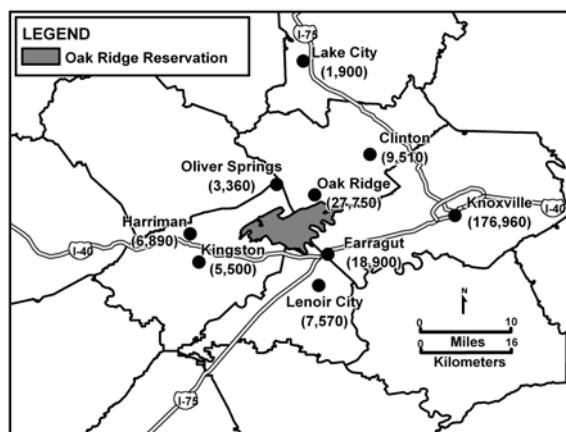 LEGEND
Oak Ridge Reservation
I-75
Lake City
(1,900)
Clinton
(9,510)
Oliver Springs
(3,360)
Oak Ridge
(27,750)
Knoxville
(176,960)
I-40
Harriman
(6,890)
I-40
Kingston
(5,500)
Farragut
(18,900)
Lenoir City
(7,570)
N
0 10
Miles
0 16
Kilometers
I-75